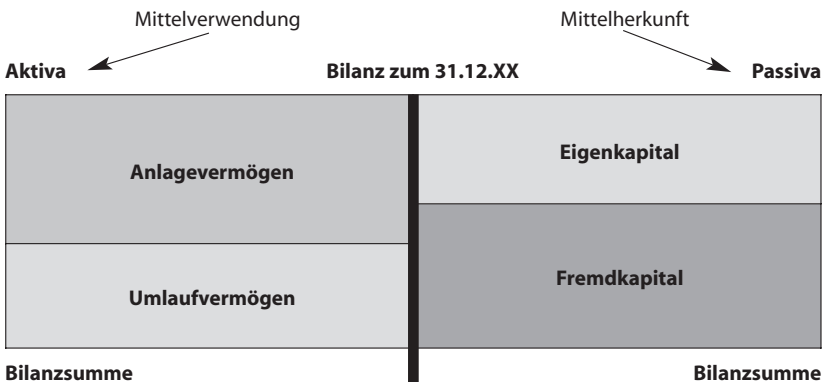 Mittelverwendung Mittelherkunft
Aktiva Bilanz zum 31.12.XX Passiva
Anlagevermögen
Eigenkapital
Umlaufvermögen
Fremdkapital
Bilanzsumme Bilanzsumme